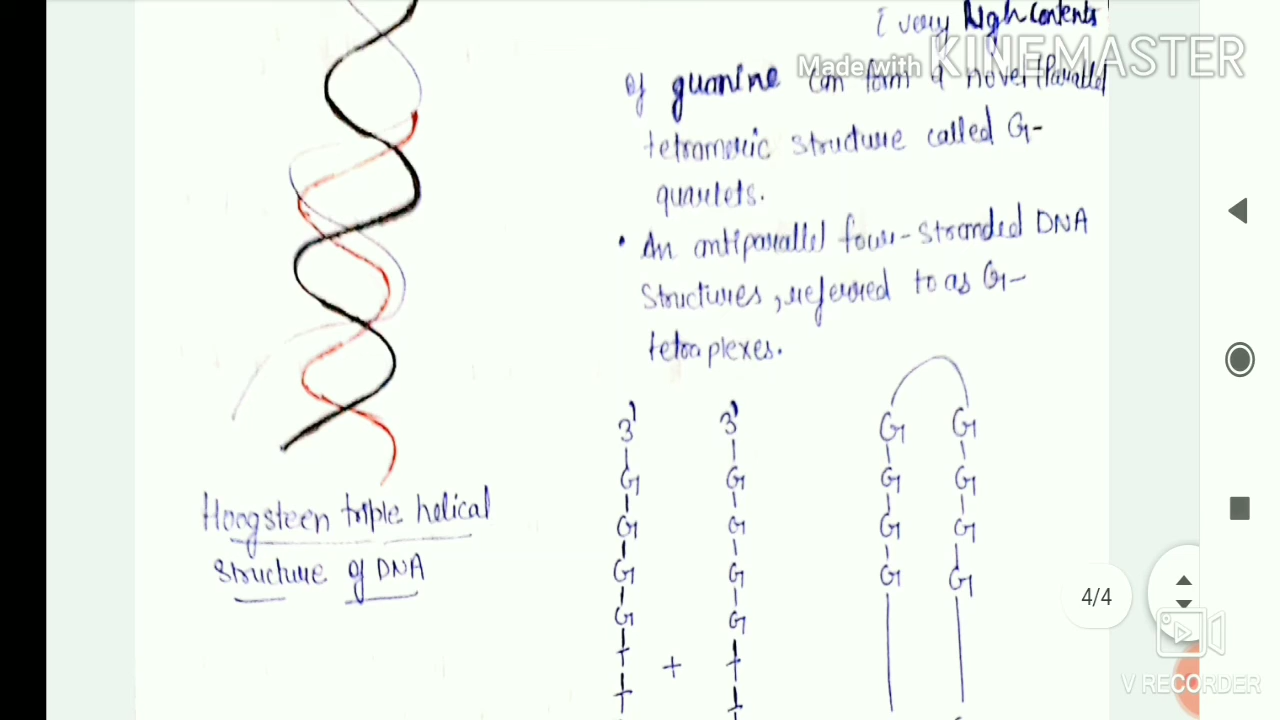 very High contents
Made with KINEMASTER
of guanine can form a novel
tetrameric structure called G-
quartets.
• An antiparallel four-stranded DNA
structures, referred to as G-
tetraplexes.
3' 3' G G
G G G G
G G G G
G G G G
G G
+
Hoogsteen triple helical
structure of DNA
4/4
V RECORDER